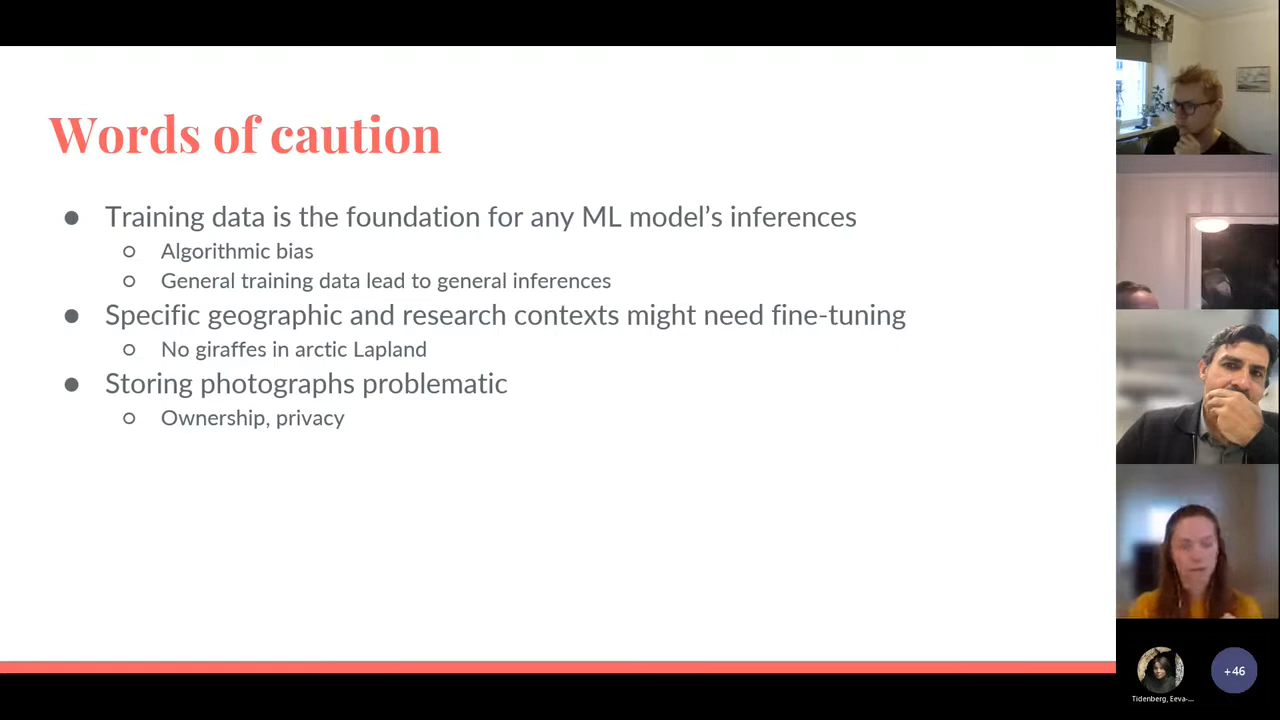 Words of caution
● Training data is the foundation for any ML model’s inferences
○ Algorithmic bias
○ General training data lead to general inferences
● Specific geographic and research contexts might need fine-tuning
○ No giraffes in arctic Lapland
● Storing photographs problematic
○ Ownership, privacy
Tidenberg, Eeva-...
+46